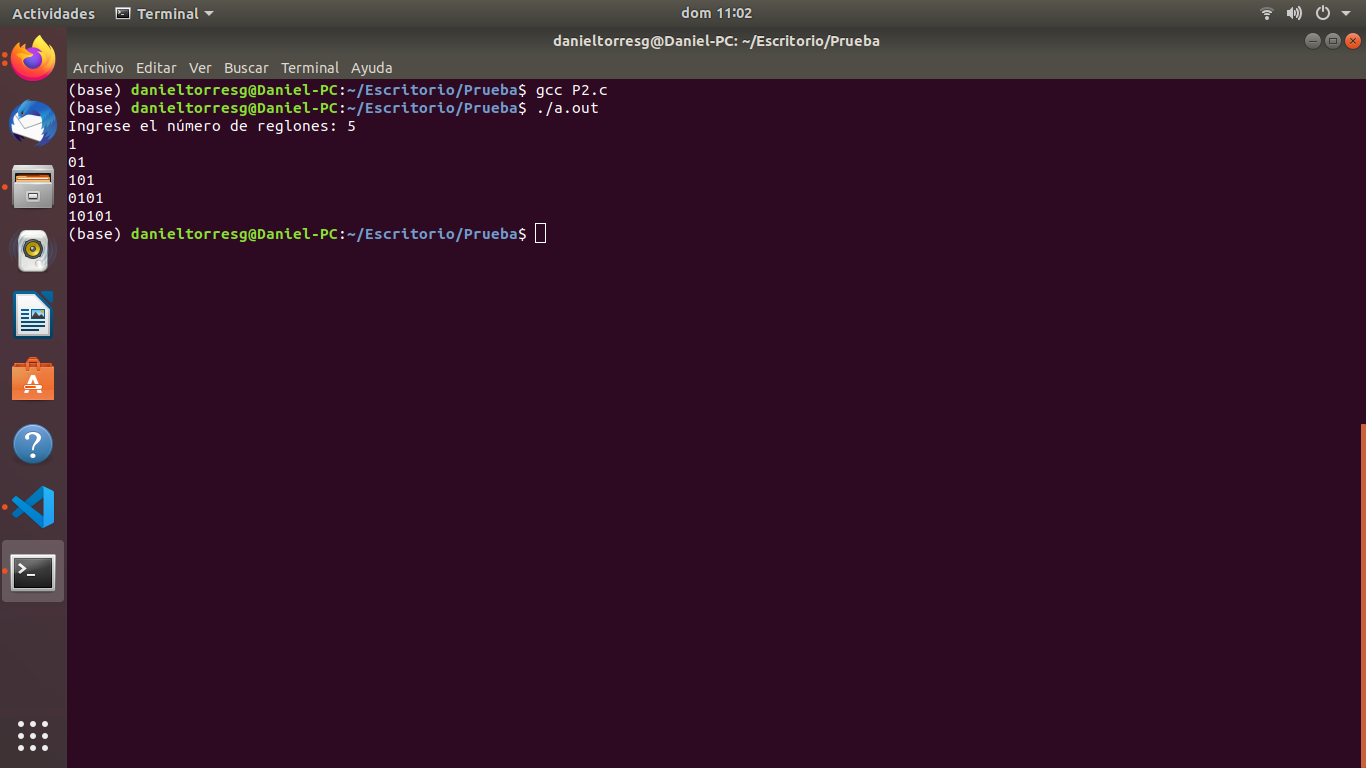 Actividades Terminal dom 11:02
danieltorresg@Daniel-PC: ~/Escritorio/Prueba
Archivo Editar Ver Buscar Terminal Ayuda
(base) danieltorresg@Daniel-PC:~/Escritorio/Prueba$ gcc P2.c
(base) danieltorresg@Daniel-PC:~/Escritorio/Prueba$ ./a.out
Ingrese el número de reglones: 5
1
01
101
0101
10101
(base) danieltorresg@Daniel-PC:~/Escritorio/Prueba$